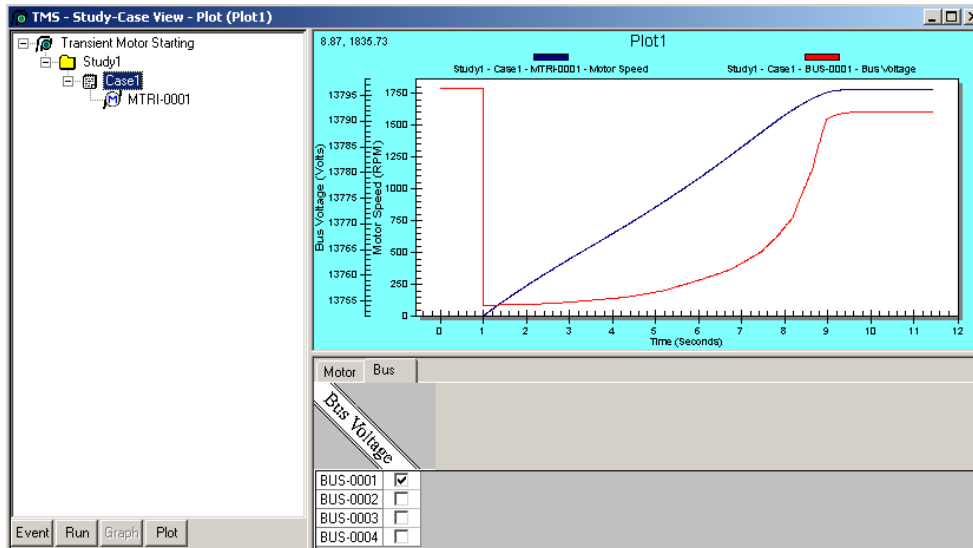 TMS - Study-Case View - Plot (Plot1)
Transient Motor Starting
Study1
Case1
MTRI-0001
Event Run Graph Plot
8.87, 1835.73
Plot1
Study1 - Case1 - MTRI-0001 - Motor Speed
Study1 - Case1 - BUS-0001 - Bus Voltage
Bus Voltage (Volts)
13795
13790
13785
13780
13775
13770
13765
13760
13755
Motor Speed (RPM)
1750
1500
1250
1000
750
500
250
0
0 1 2 3 4 5 6 7 8 9 10 11 12
Time (Seconds)
Motor Bus
Bus Voltage
BUS-0001
BUS-0002
BUS-0003
BUS-0004